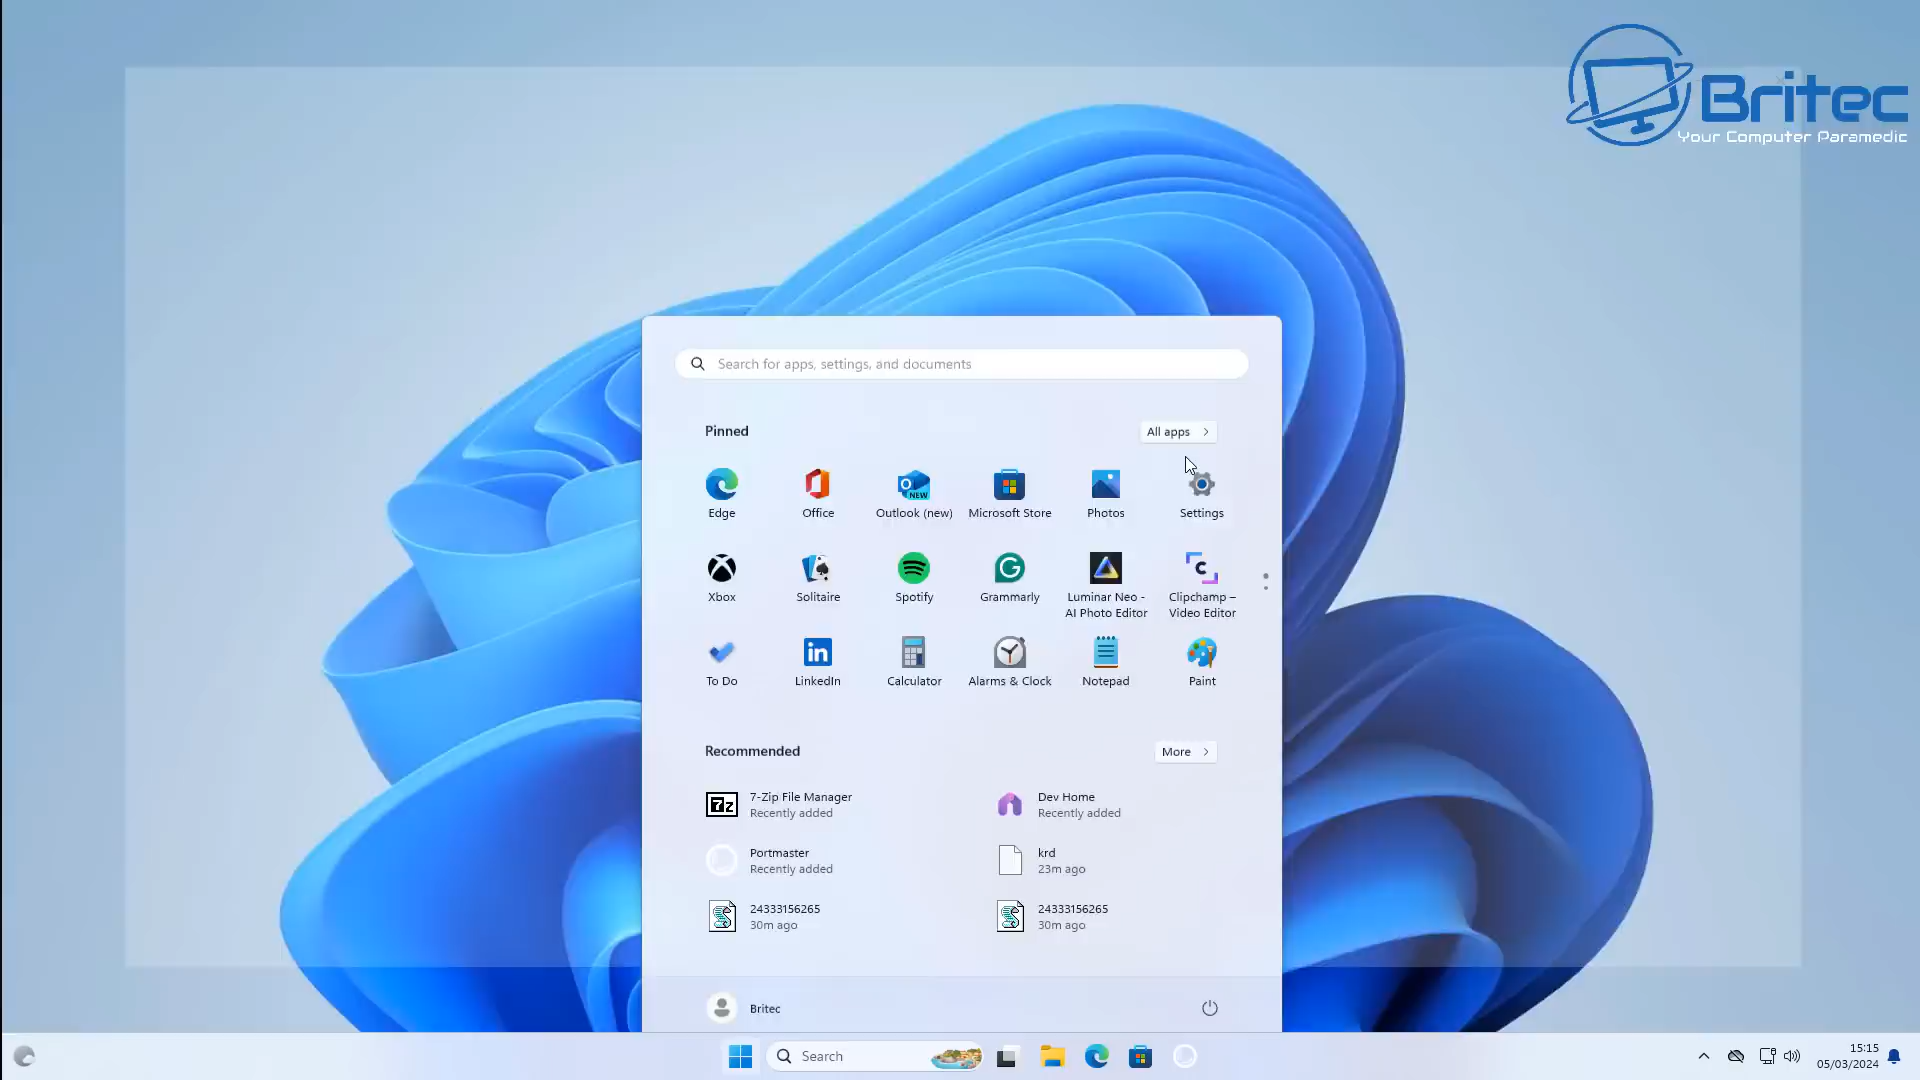 Britec
Your Computer Paramedic
Search for apps, settings, and documents
Pinned
All apps
Edge
Office
Outlook (new)
Microsoft Store
Photos
Settings
Xbox
Solitaire
Spotify
Grammarly
Luminar Neo -
AI Photo Editor
Clipchamp –
Video Editor
To Do
LinkedIn
Calculator
Alarms & Clock
Notepad
Paint
Recommended
More
7-Zip File Manager
Recently added
Dev Home
Recently added
Portmaster
Recently added
krd
23m ago
24333156265
30m ago
24333156265
30m ago
Britec
Search
15:15
05/03/2024